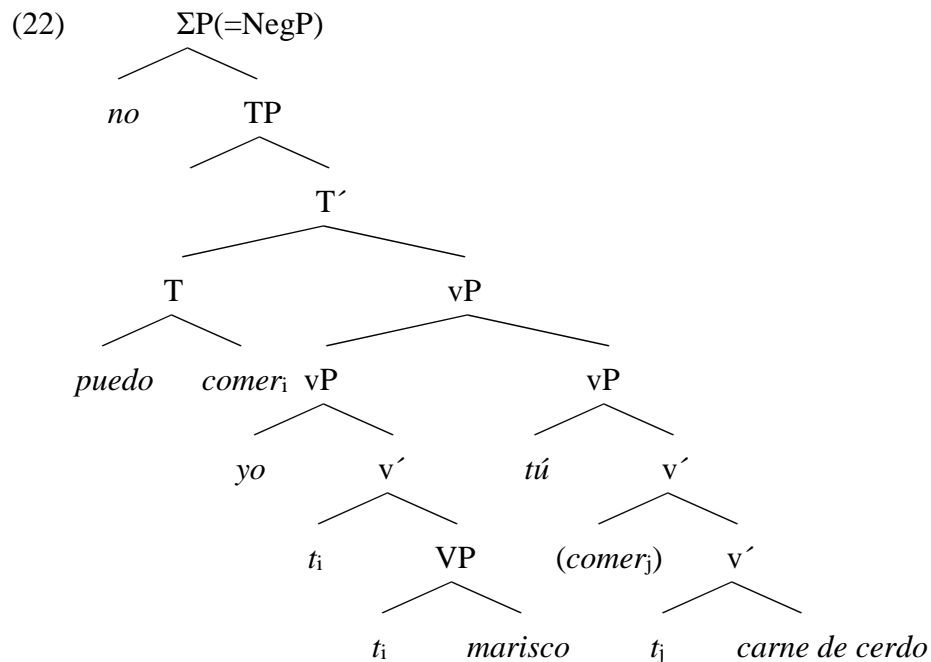 (22) ΣP(=NegP)
no TP
T´
T vP
puedo comerᵢ vP vP
yo v´ tú v´
tᵢ VP (comerⱼ) v´
tᵢ marisco tⱼ carne de cerdo